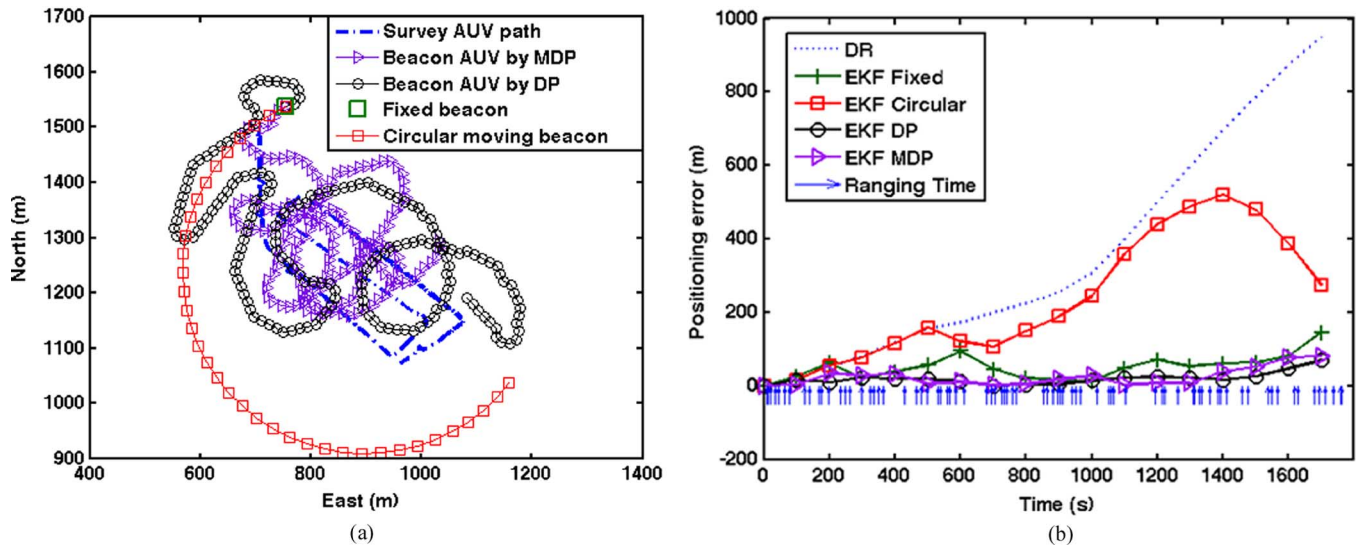 1700
1600
1500
1400
1300
1200
1100
1000
900
North (m)
400
600
800
1000
1200
1400
East (m)
Survey AUV path
Beacon AUV by MDP
Beacon AUV by DP
Fixed beacon
Circular moving beacon
(a)
1000
800
600
400
200
0
-200
Positioning error (m)
0
200
400
600
800
1000
1200
1400
1600
Time (s)
DR
EKF Fixed
EKF Circular
EKF DP
EKF MDP
Ranging Time
(b)